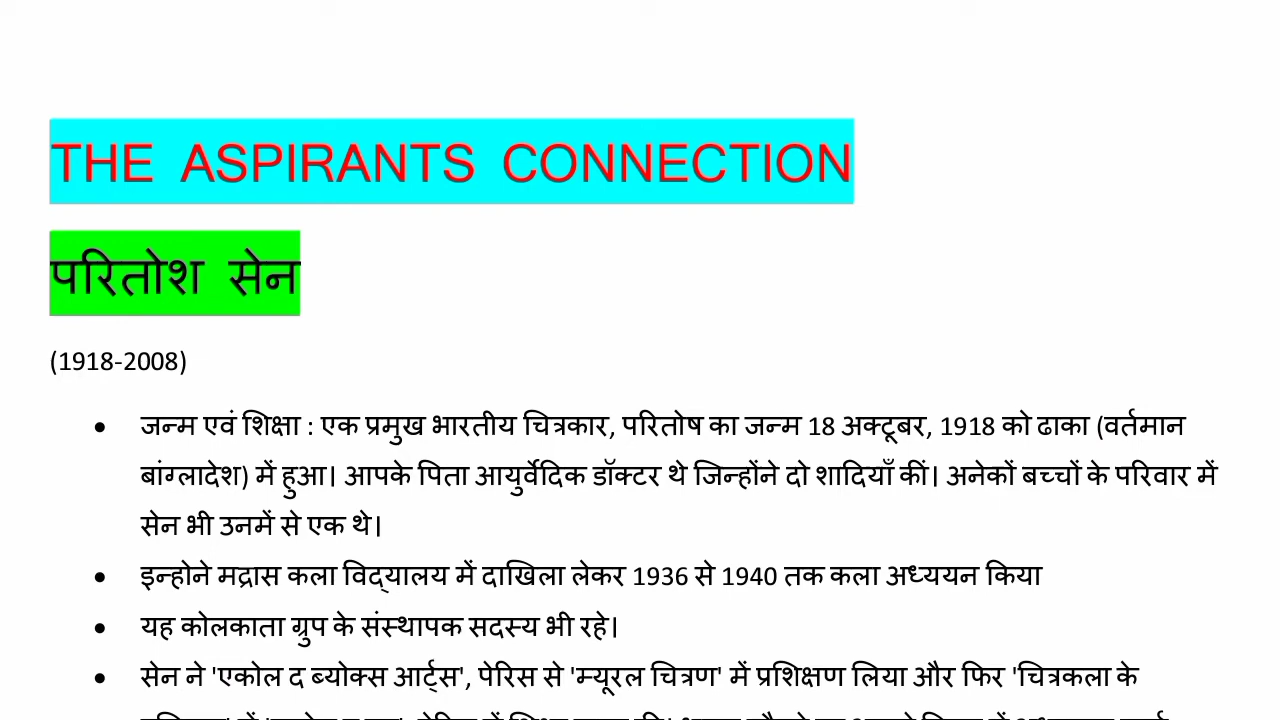 THE ASPIRANTS CONNECTION
परितोश सेन
(1918-2008)
• जन्म एवं शिक्षा : एक प्रमुख भारतीय चित्रकार, परितोष का जन्म 18 अक्टूबर, 1918 को ढाका (वर्तमान
बांग्लादेश) में हुआ। आपके पिता आयुर्वेदिक डॉक्टर थे जिन्होंने दो शादियाँ कीं। अनेकों बच्चों के परिवार में
सेन भी उनमें से एक थे।
• इन्होने मद्रास कला विद्यालय में दाखिला लेकर 1936 से 1940 तक कला अध्ययन किया
• यह कोलकाता ग्रुप के संस्थापक सदस्य भी रहे।
• सेन ने 'एकोल द ब्योक्स आर्ट्स', पेरिस से 'म्यूरल चित्रण' में प्रशिक्षण लिया और फिर 'चित्रकला के